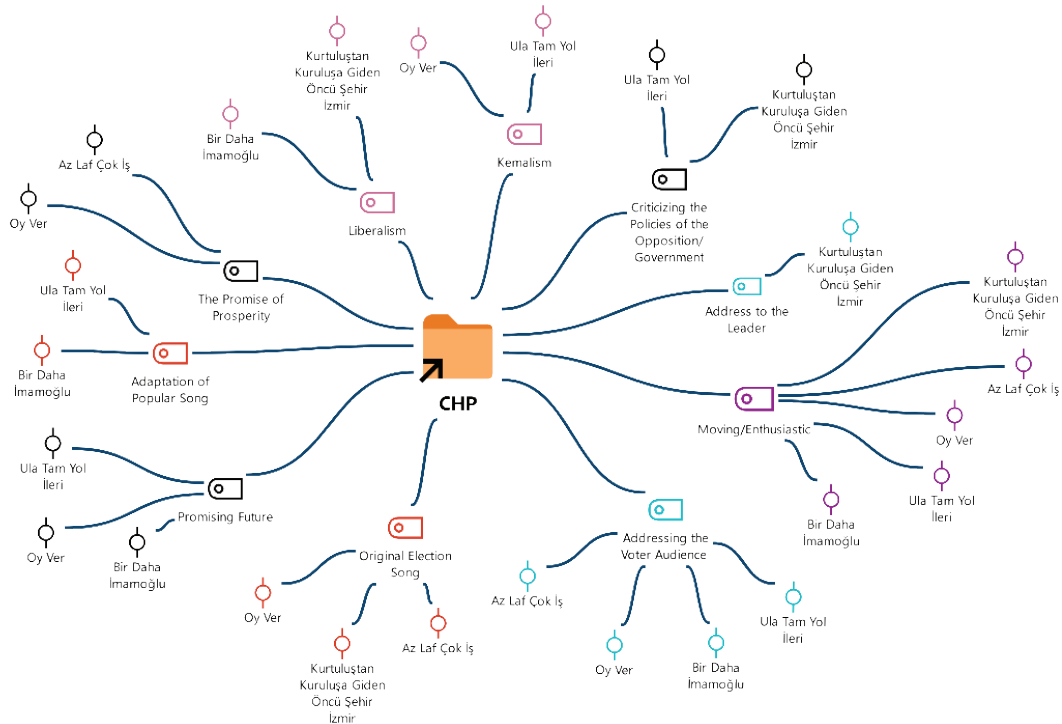 Kurtuluştan
Kuruluşa Giden
Öncü Şehir
İzmir
Oy Ver
Ula Tam Yol
İleri
Bir Daha
İmamoğlu
Liberalism
Kemalism
Ula Tam Yol
İleri
Kurtuluştan
Kuruluşa Giden
Öncü Şehir
İzmir
Criticizing the
Policies of the
Opposition/
Government
Az Laf Çok İş
Oy Ver
The Promise of
Prosperity
Kurtuluştan
Kuruluşa Giden
Öncü Şehir
İzmir
Address to the
Leader
Ula Tam Yol
İleri
Bir Daha
İmamoğlu
Adaptation of
Popular Song
CHP
Kurtuluştan
Kuruluşa Giden
Öncü Şehir
İzmir
Az Laf Çok İş
Oy Ver
Ula Tam Yol
İleri
Bir Daha
İmamoğlu
Moving/Enthusiastic
Ula Tam Yol
İleri
Oy Ver
Bir Daha
İmamoğlu
Promising Future
Original Election
Song
Oy Ver
Kurtuluştan
Kuruluşa Giden
Öncü Şehir
İzmir
Az Laf Çok İş
Addressing the
Voter Audience
Az Laf Çok İş
Oy Ver
Bir Daha
İmamoğlu
Ula Tam Yol
İleri